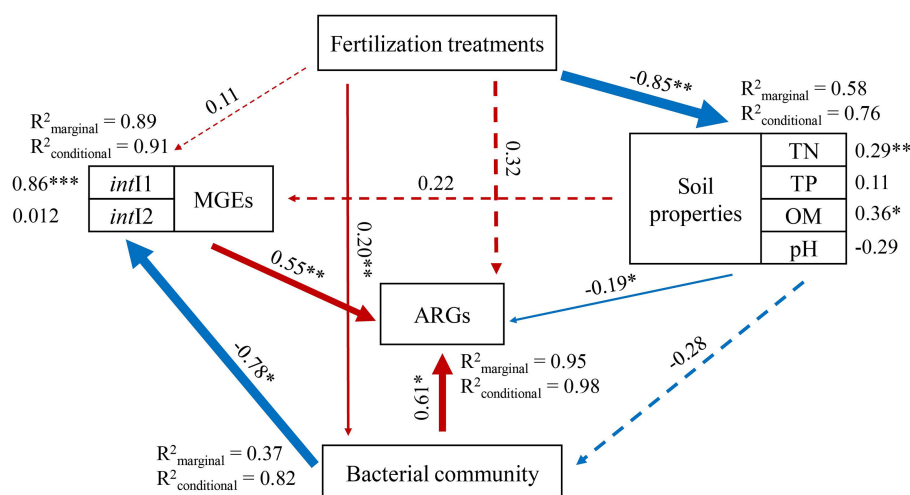 Fertilization treatments
0.11
-0.85**
R²marginal = 0.58
R²conditional = 0.76
R²marginal = 0.89
R²conditional = 0.91
0.86***
intI1
0.012
intI2
MGEs
0.22
0.32
Soil
properties
TN
0.29**
TP
0.11
OM
0.36*
pH
-0.29
0.55**
0.20**
-0.19*
ARGs
-0.78*
0.61*
R²marginal = 0.95
R²conditional = 0.98
-0.28
R²marginal = 0.37
R²conditional = 0.82
Bacterial community